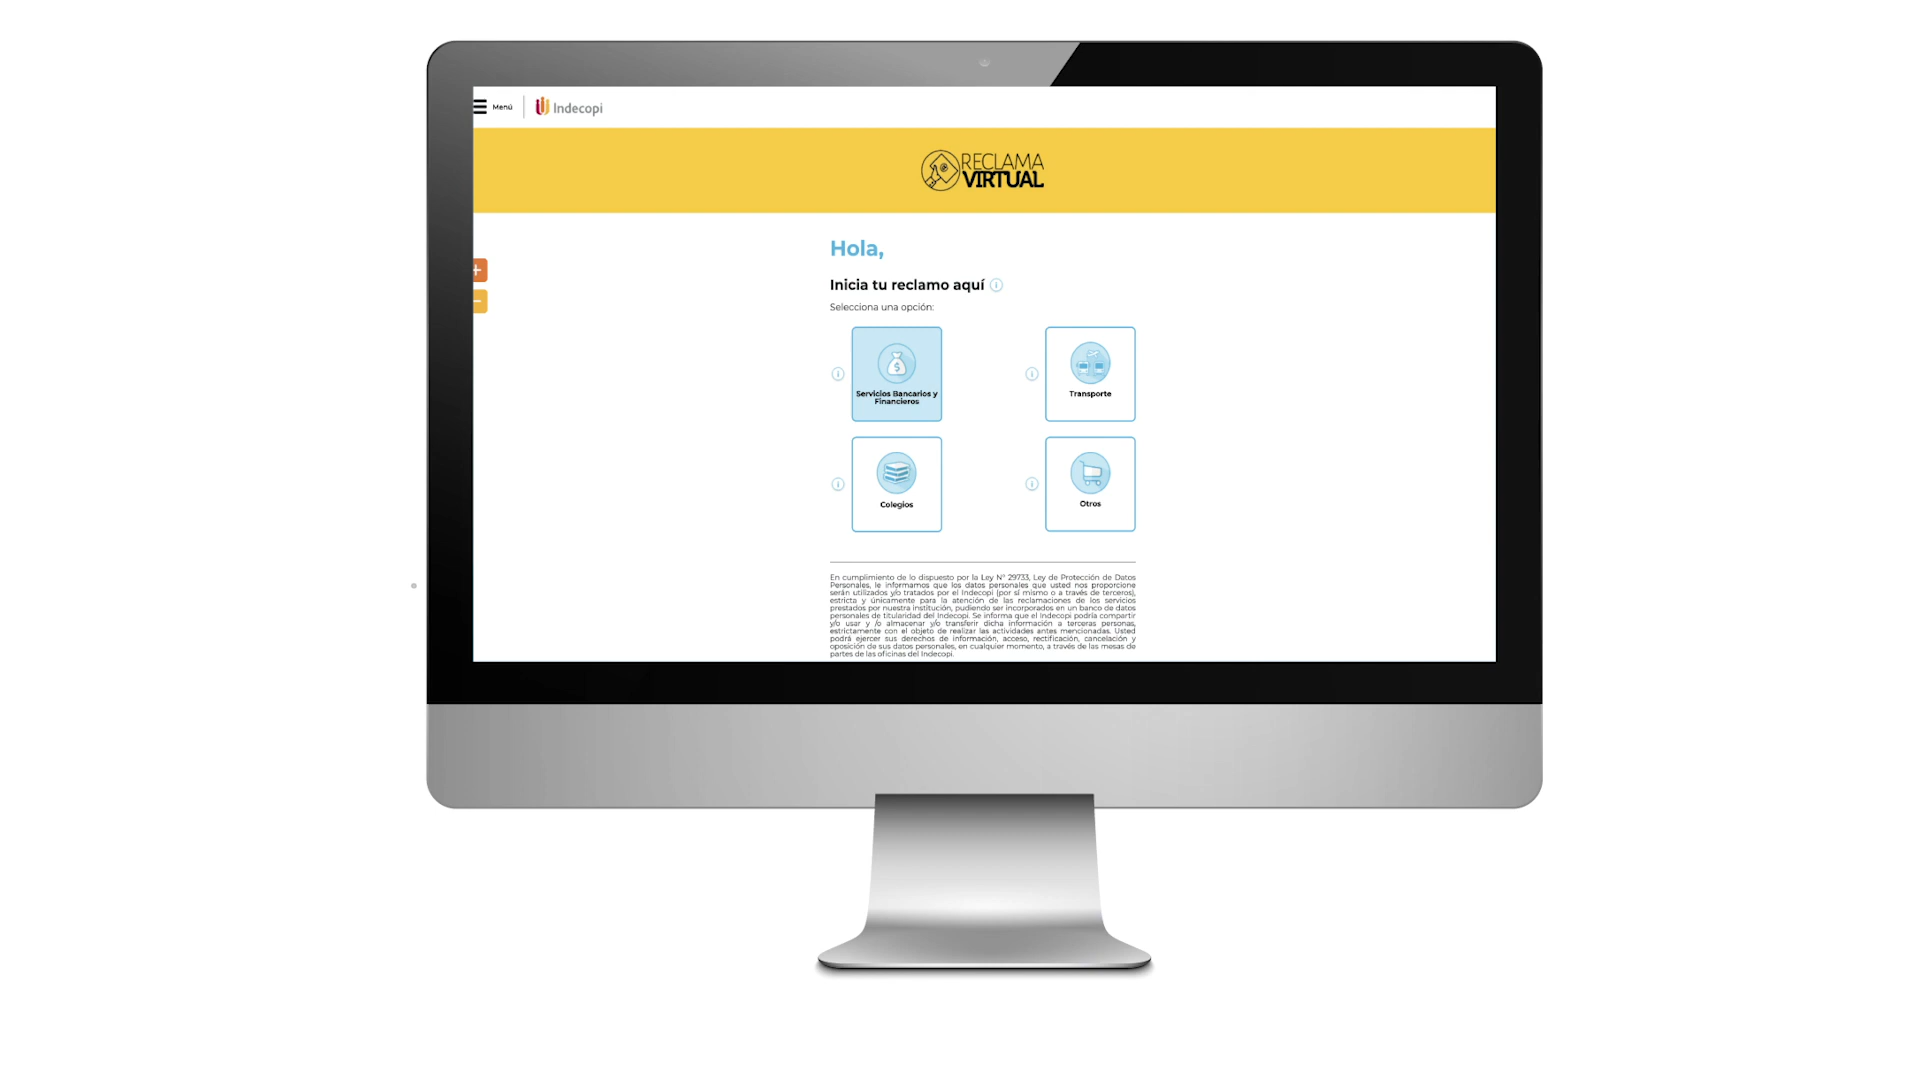 Menú
Indecopi
RECLAMA
VIRTUAL
Hola,
Inicia tu reclamo aquí
Selecciona una opción:
Servicios Bancarios y
Financieros
Transporte
Colegios
Otros
En cumplimiento de lo dispuesto por la Ley N° 29733, Ley de Protección de Datos
Personales, le informamos que los datos personales que usted nos proporcione
serán utilizados y/o tratados por el Indecopi (por sí mismo o a través de terceros),
estricta y únicamente para la atención de las reclamaciones de los servicios
prestados por nuestra institución, pudiendo ser incorporados en un banco de datos
personales de titularidad del Indecopi. Se informa que el Indecopi podría compartir
y/o usar y /o almacenar y/o transferir dicha información a terceras personas,
estrictamente con el objeto de realizar las actividades antes mencionadas. Usted
podrá ejercer sus derechos de información, acceso, rectificación, cancelación y
oposición de sus datos personales, en cualquier momento, a través de las mesas de
partes de las oficinas del Indecopi.